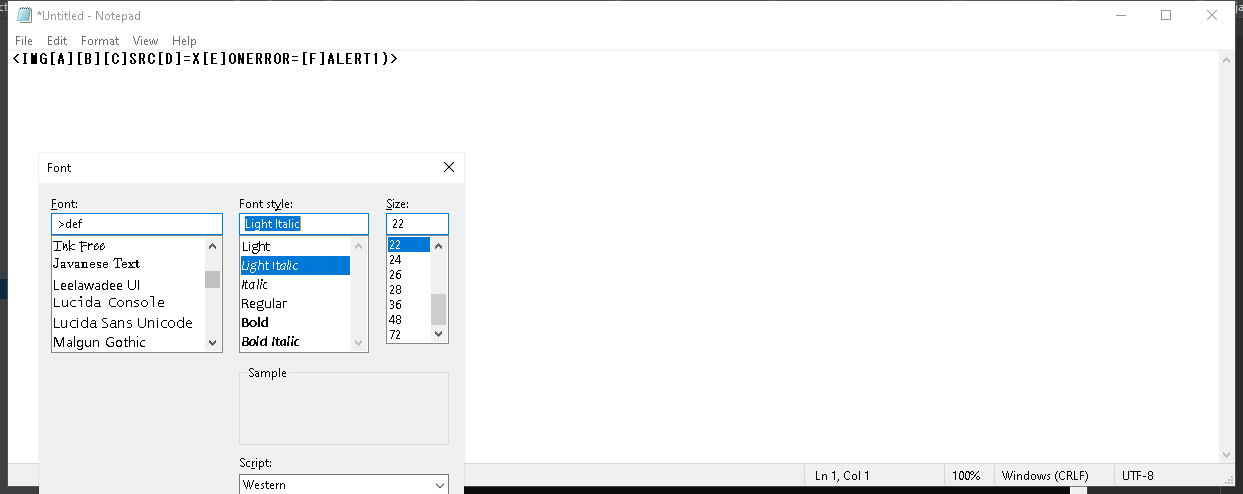 *Untitled - Notepad
File Edit Format View Help
<IMG[A][B][C]SRC[D]=X[E]ONERROR=[F]ALERT1)>
Font
Font: Font style: Size:
>def Light Italic 22
Ink Free Light 22
Javanese Text Light Italic 24
Leelawadee UI Italic 26
Lucida Console Regular 28
Lucida Sans Unicode Bold 36
Malgun Gothic Bold Italic 48
72
Sample
Script:
Western
Ln 1, Col 1 100% Windows (CRLF) UTF-8